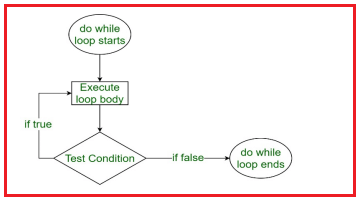 do while
loop starts
Execute
loop body
if true
Test Condition
if false
do while
loop ends